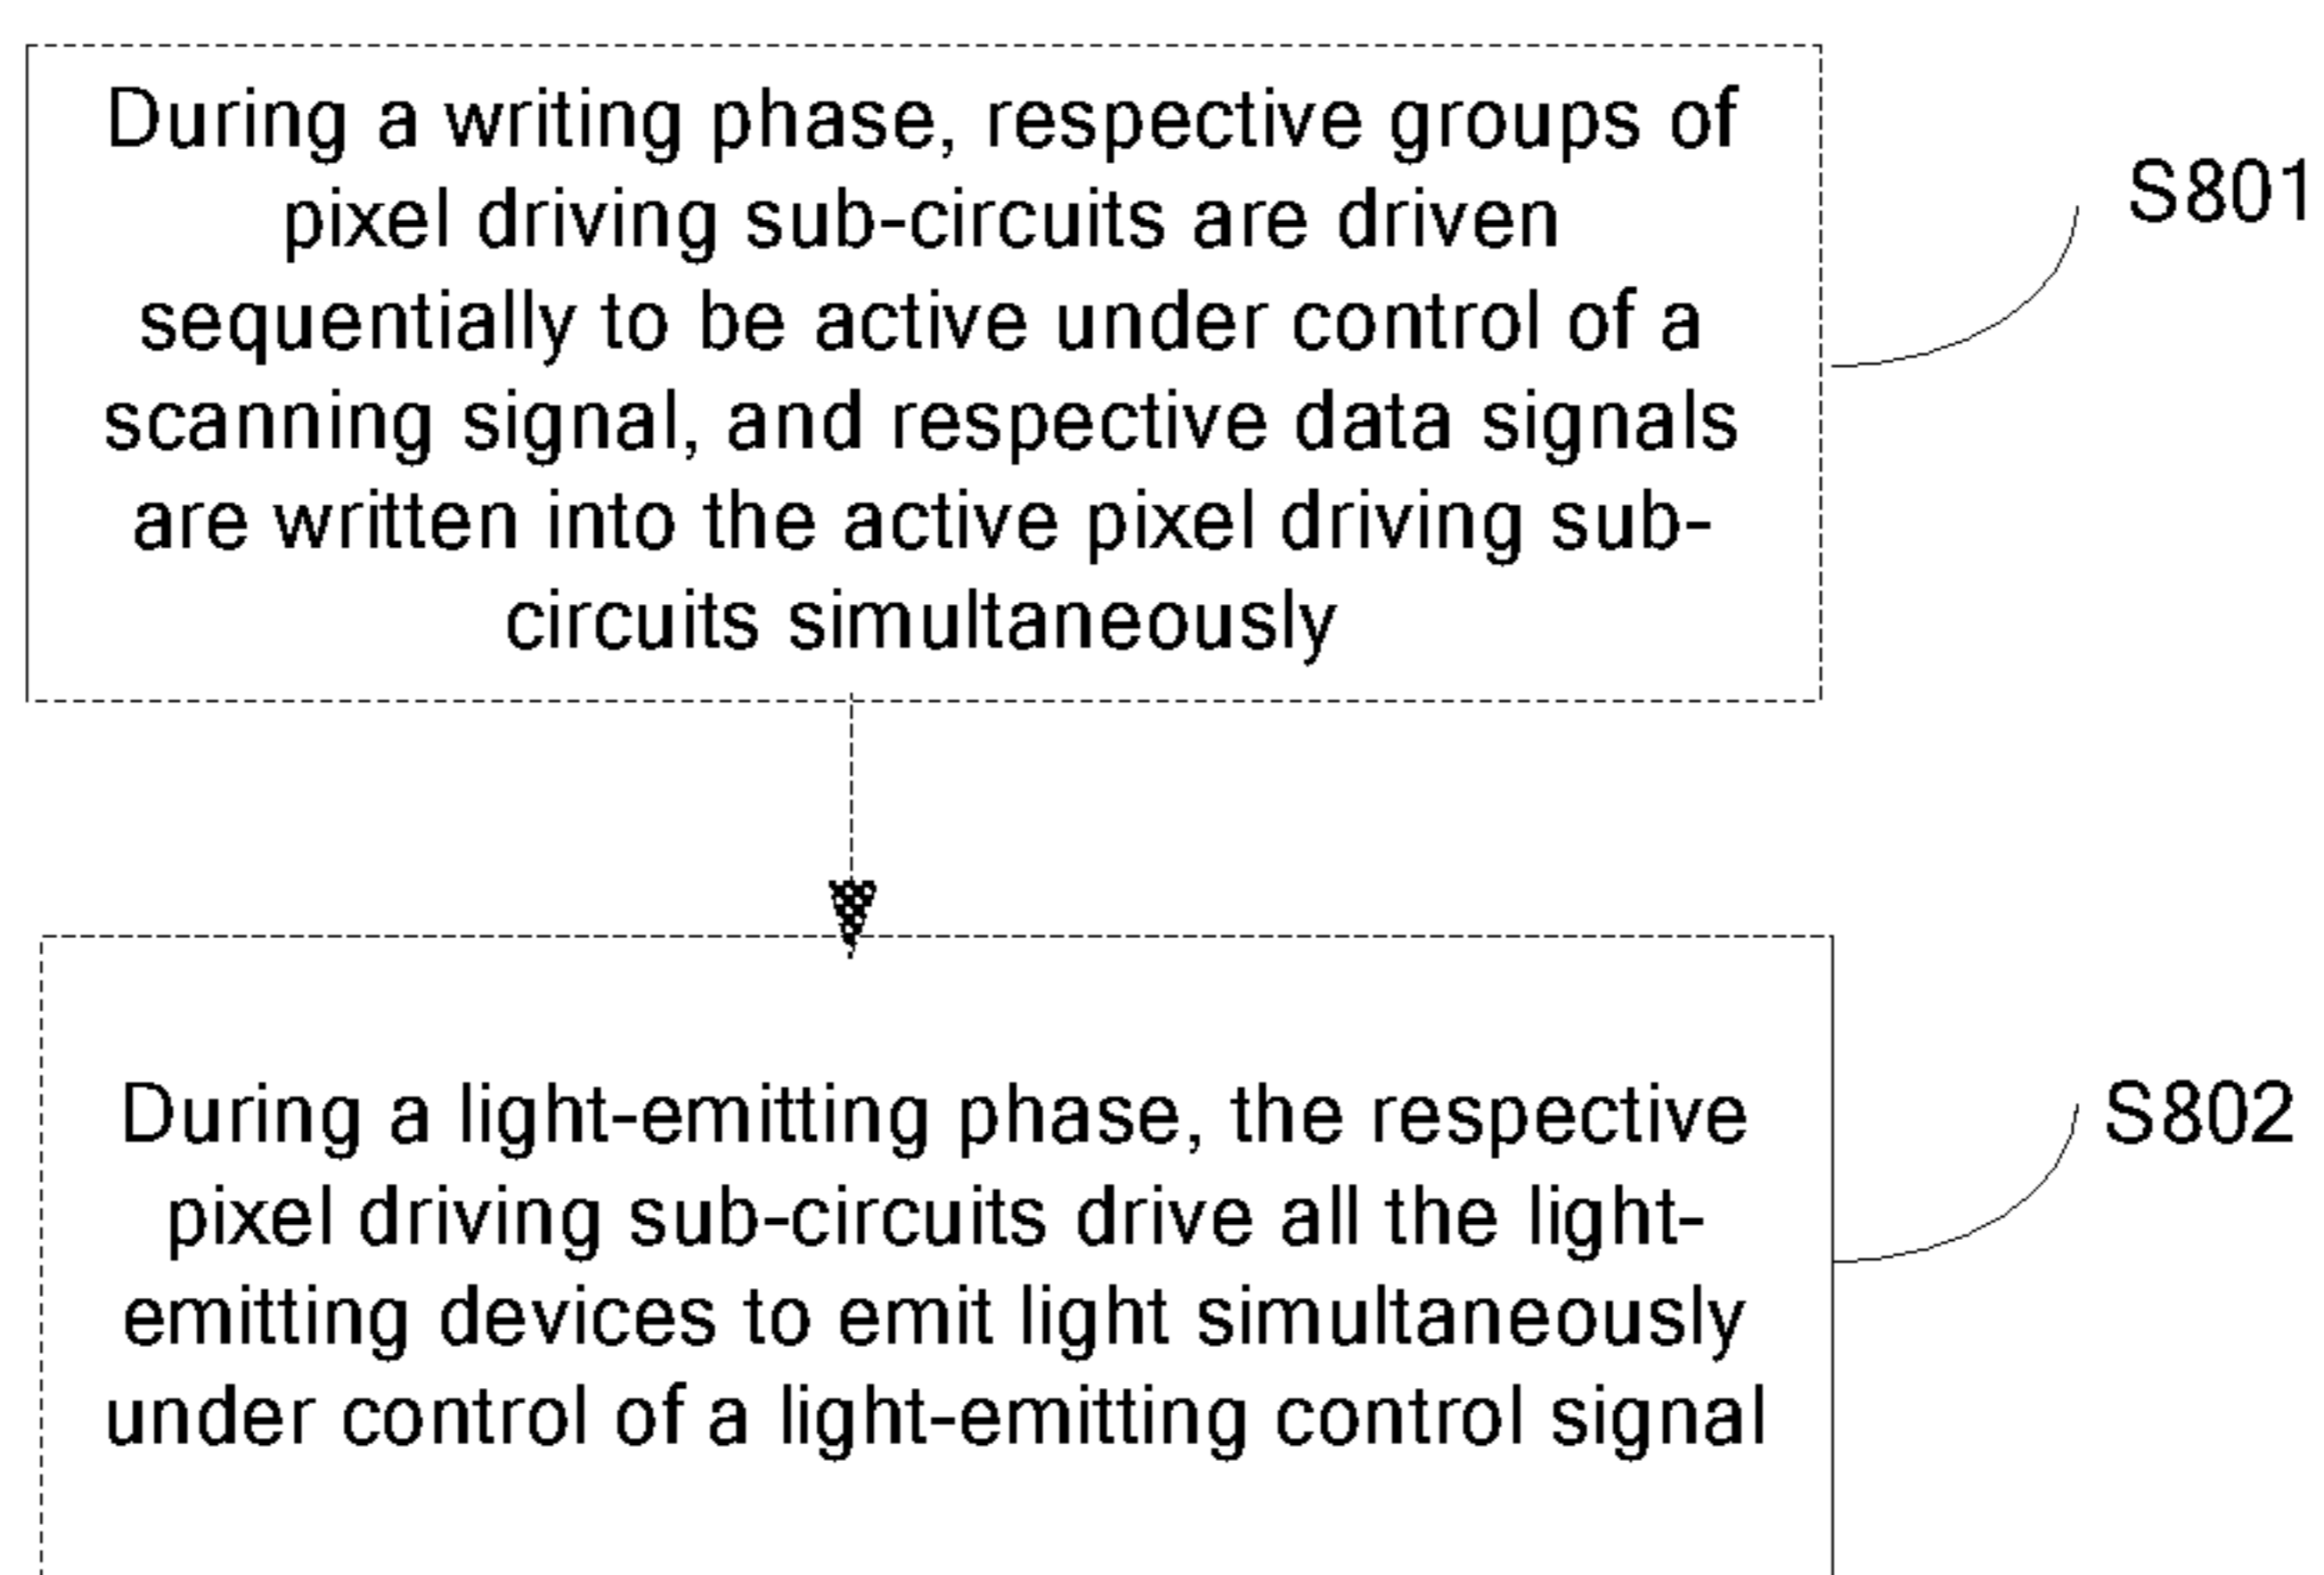 During a writing phase, respective groups of
pixel driving sub-circuits are driven
sequentially to be active under control of a
scanning signal, and respective data signals
are written into the active pixel driving sub-
circuits simultaneously
S801
During a light-emitting phase, the respective
pixel driving sub-circuits drive all the light-
emitting devices to emit light simultaneously
under control of a light-emitting control signal
S802